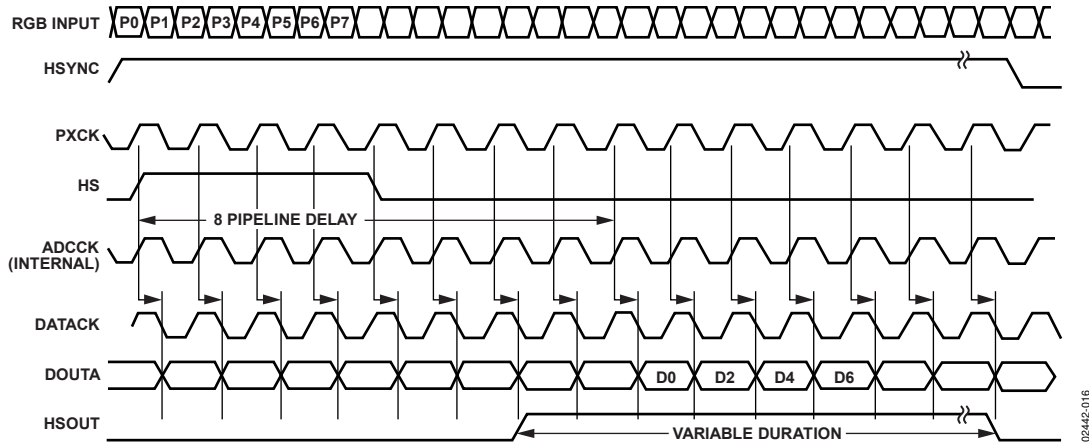 RGB INPUT P0 P1 P2 P3 P4 P5 P6 P7
HSYNC
PXCK
HS
8 PIPELINE DELAY
ADCCK
(INTERNAL)
DATACK
DOUTA D0 D2 D4 D6
HSOUT
VARIABLE DURATION
02442-016